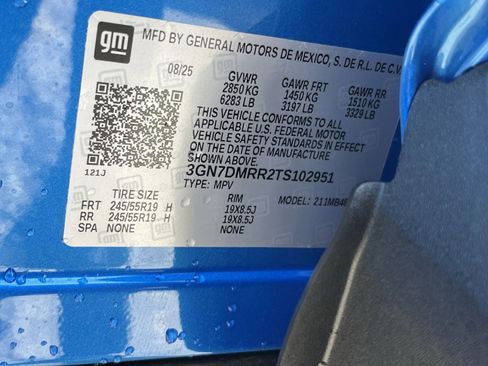 gm MFD BY GENERAL MOTORS DE MEXICO, S. DE R.L. DE C.V
08/25 GVWR GAWR FRT GAWR RR
2850 KG 1450 KG 1510 KG
6283 LB 3197 LB 3329 LB
THIS VEHICLE CONFORMS TO ALL
APPLICABLE U.S. FEDERAL MOTOR
VEHICLE SAFETY STANDARDS IN EFFECT
ON THE DATE OF MANUFACTURE SHOWN ABOVE.
3GN7DMRR2TS102951
121J TYPE: MPV MODEL: 211MB48
TIRE SIZE RIM
FRT 245/55R19 H 19X8.5J
RR 245/55R19 H 19X8.5J
SPA NONE NONE